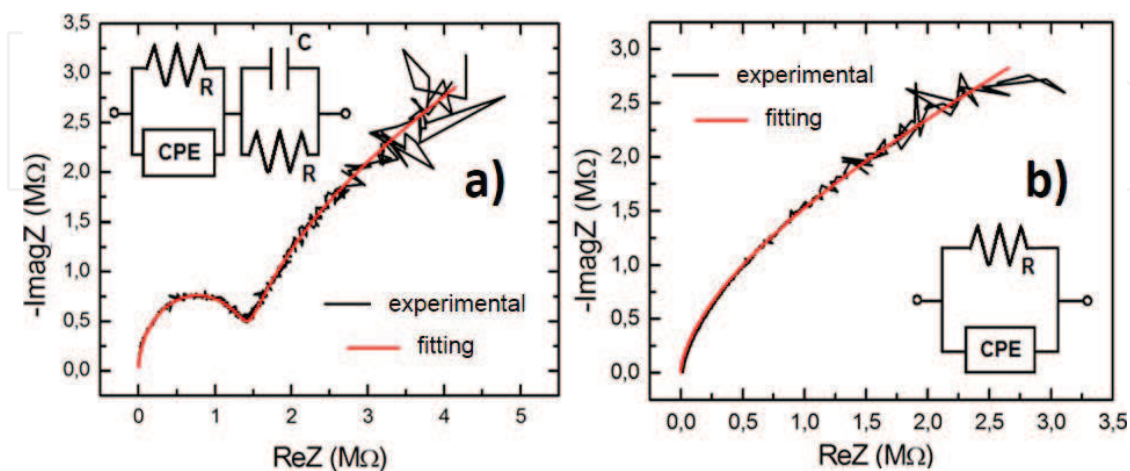 -ImagZ (MΩ)
3,5
3,0
2,5
2,0
1,5
1,0
0,5
0,0
R
CPE
C
R
a)
experimental
fitting
0
1
2
3
4
5
ReZ (MΩ)
-ImagZ (MΩ)
3,0
2,5
2,0
1,5
1,0
0,5
0,0
experimental
fitting
b)
R
CPE
0,0
0,5
1,0
1,5
2,0
2,5
3,0
3,5
ReZ (MΩ)